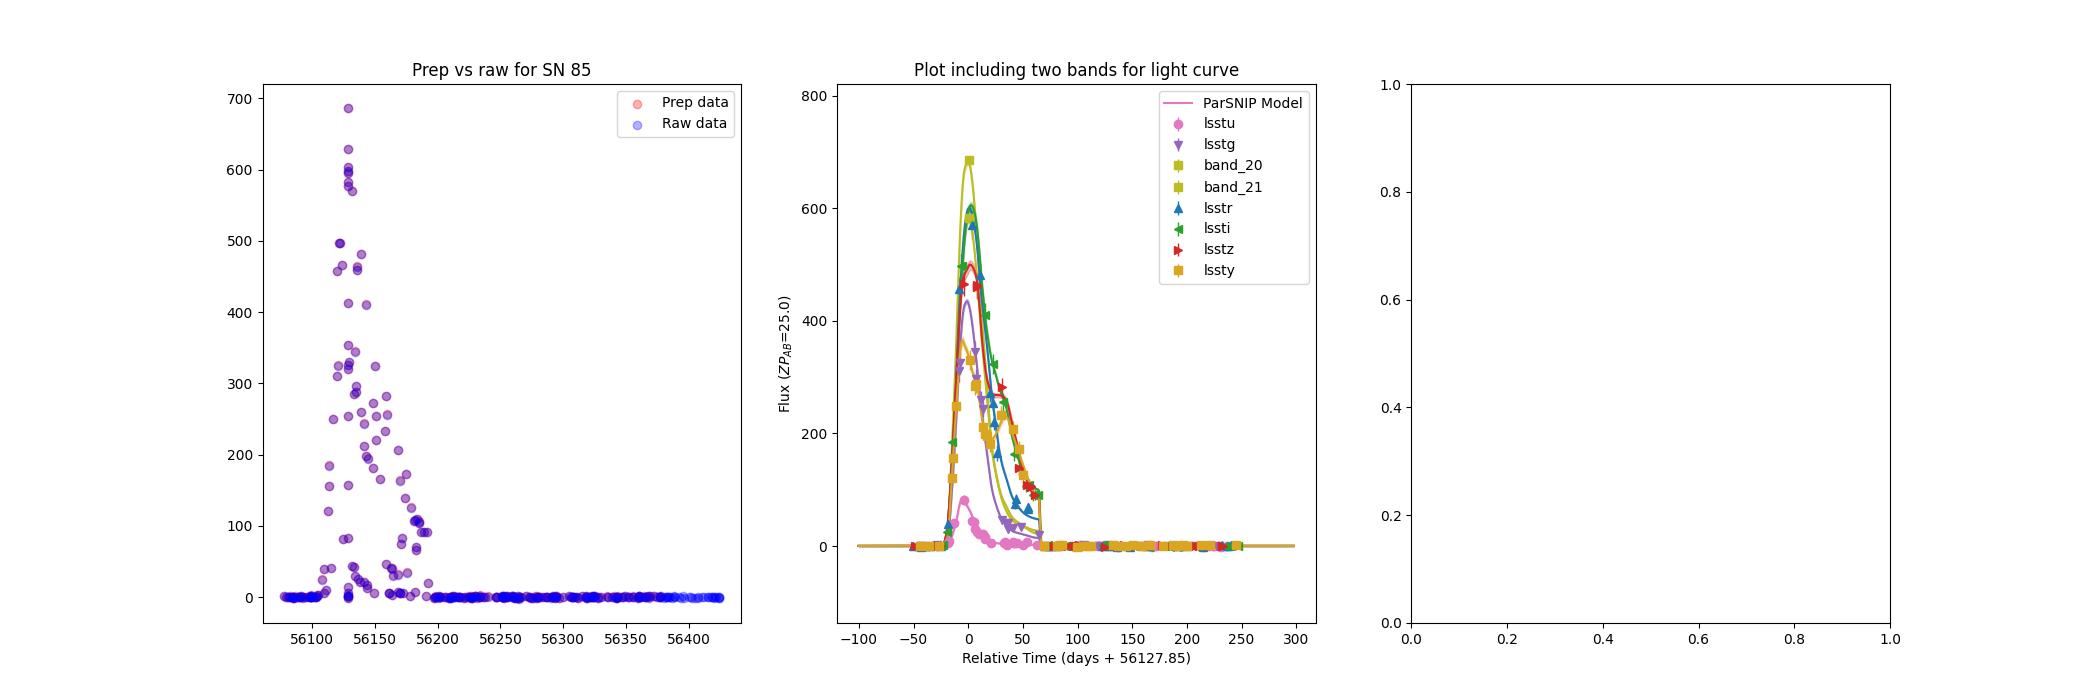 Prep vs raw for SN 85
700
600
500
400
300
200
100
0
56100
56150
56200
56250
56300
56350
56400
Prep data
Raw data
Plot including two bands for light curve
Flux (ZP_AB=25.0)
800
600
400
200
0
−100
−50
0
50
100
150
200
250
300
Relative Time (days + 56127.85)
ParSNIP Model
lsstu
lsstg
band_20
band_21
lsstr
lssti
lsstz
lssty
1.0
0.8
0.6
0.4
0.2
0.0
0.0
0.2
0.4
0.6
0.8
1.0